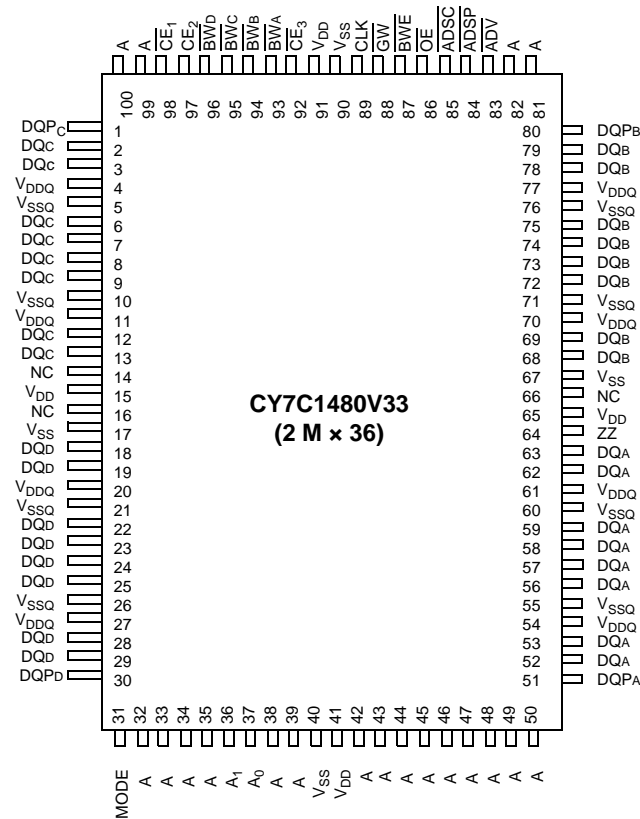 A A CE1 CE2 BWD BWC BWB BWA CE3 VDD VSS CLK GW BWE OE ADSC ADSP ADV A A
100 99 98 97 96 95 94 93 92 91 90 89 88 87 86 85 84 83 82 81
DQPC 1 80 DQPB
DQC 2 79 DQB
DQC 3 78 DQB
VDDQ 4 77 VDDQ
VSSQ 5 76 VSSQ
DQC 6 75 DQB
DQC 7 74 DQB
DQC 8 73 DQB
DQC 9 72 DQB
VSSQ 10 71 VSSQ
VDDQ 11 70 VDDQ
DQC 12 69 DQB
DQC 13 68 DQB
NC 14 67 VSS
VDD 15 66 NC
NC 16 65 VDD
VSS 17 64 ZZ
CY7C1480V33
(2 M × 36)
DQD 18 63 DQA
DQD 19 62 DQA
VDDQ 20 61 VDDQ
VSSQ 21 60 VSSQ
DQD 22 59 DQA
DQD 23 58 DQA
DQD 24 57 DQA
DQD 25 56 DQA
VSSQ 26 55 VSSQ
VDDQ 27 54 VDDQ
DQD 28 53 DQA
DQD 29 52 DQA
DQPD 30 51 DQPA
31 32 33 34 35 36 37 38 39 40 41 42 43 44 45 46 47 48 49 50
MODE A A A A A1 A0 A A VSS VDD A A A A A A A A A